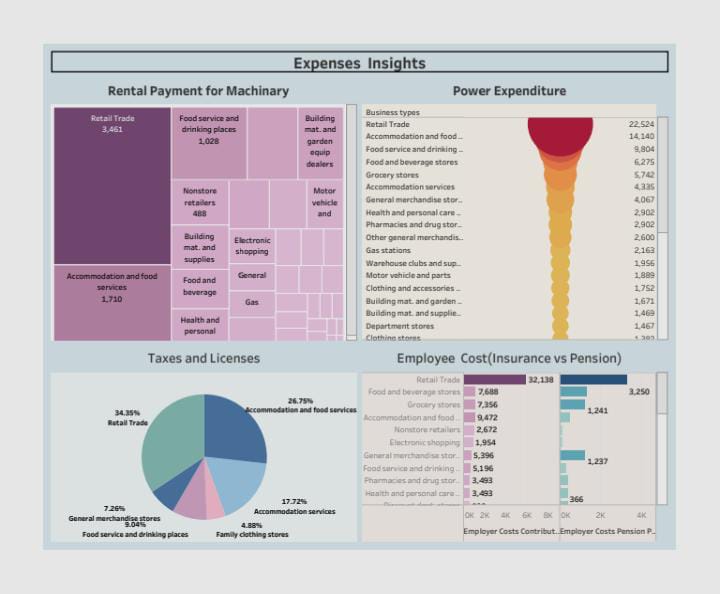 Expenses Insights
Rental Payment for Machinary
Retail Trade
3,461
Food service and
drinking places
1,028
Building
mat. and
garden
equip
dealers
Nonstore
retailers
488
Motor
vehicle
and
Building
mat. and
supplies
Electronic
shopping
Accommodation and food
services
1,710
Food and
beverage
General
Gas
Health and
personal
Power Expenditure
Business types
Retail Trade 22,524
Accommodation and food .. 14,140
Food service and drinking .. 9,804
Food and beverage stores 6,275
Grocery stores 5,742
Accommodation services 4,335
General merchandise stor.. 4,067
Health and personal care .. 2,902
Pharmacies and drug stor.. 2,902
Other general merchandis.. 2,600
Gas stations 2,163
Warehouse clubs and sup.. 1,956
Motor vehicle and parts 1,889
Clothing and accessories .. 1,752
Building mat. and garden .. 1,671
Building mat. and supplie.. 1,469
Department stores 1,467
Clothing stores 1,382
Taxes and Licenses
26.75%
Accommodation and food services
34.35%
Retail Trade
17.72%
Accommodation services
7.26%
General merchandise stores
9.04%
Food service and drinking places
4.88%
Family clothing stores
Employee Cost(Insurance vs Pension)
Retail Trade 32,138
Food and beverage stores 7,688 3,250
Grocery stores 7,356
Accommodation and food .. 9,472 1,241
Nonstore retailers 2,672
Electronic shopping 1,954
General merchandise stor.. 5,396 1,237
Food service and drinking .. 5,196
Pharmacies and drug stor.. 3,493
Health and personal care .. 3,493 366
0K 2K 4K 6K 8K 0K 2K 4K
Employer Costs Contribut.. Employer Costs Pension P..